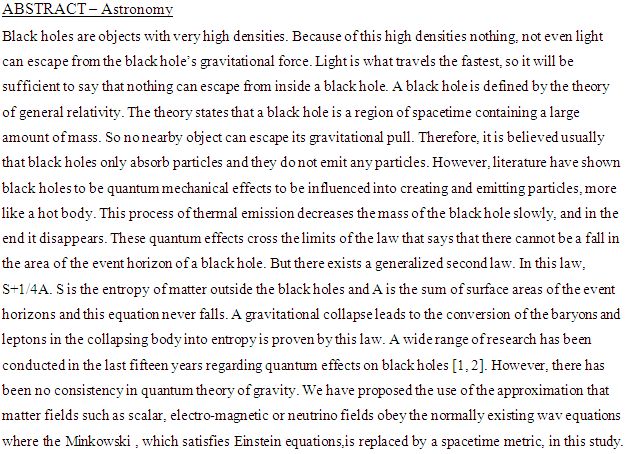 ABSTRACT – Astronomy
Black holes are objects with very high densities. Because of this high densities nothing, not even light
can escape from the black hole's gravitational force. Light is what travels the fastest, so it will be
sufficient to say that nothing can escape from inside a black hole. A black hole is defined by the theory
of general relativity. The theory states that a black hole is a region of spacetime containing a large
amount of mass. So no nearby object can escape its gravitational pull. Therefore, it is believed usually
that black holes only absorb particles and they do not emit any particles. However, literature have shown
black holes to be quantum mechanical effects to be influenced into creating and emitting particles, more
like a hot body. This process of thermal emission decreases the mass of the black hole slowly, and in the
end it disappears. These quantum effects cross the limits of the law that says that there cannot be a fall in
the area of the event horizon of a black hole. But there exists a generalized second law. In this law,
S+1/4A. S is the entropy of matter outside the black holes and A is the sum of surface areas of the event
horizons and this equation never falls. A gravitational collapse leads to the conversion of the baryons and
leptons in the collapsing body into entropy is proven by this law. A wide range of research has been
conducted in the last fifteen years regarding quantum effects on black holes [1, 2]. However, there has
been no consistency in quantum theory of gravity. We have proposed the use of the approximation that
matter fields such as scalar, electro-magnetic or neutrino fields obey the normally existing wav equations
where the Minkowski , which satisfies Einstein equations,is replaced by a spacetime metric, in this study.